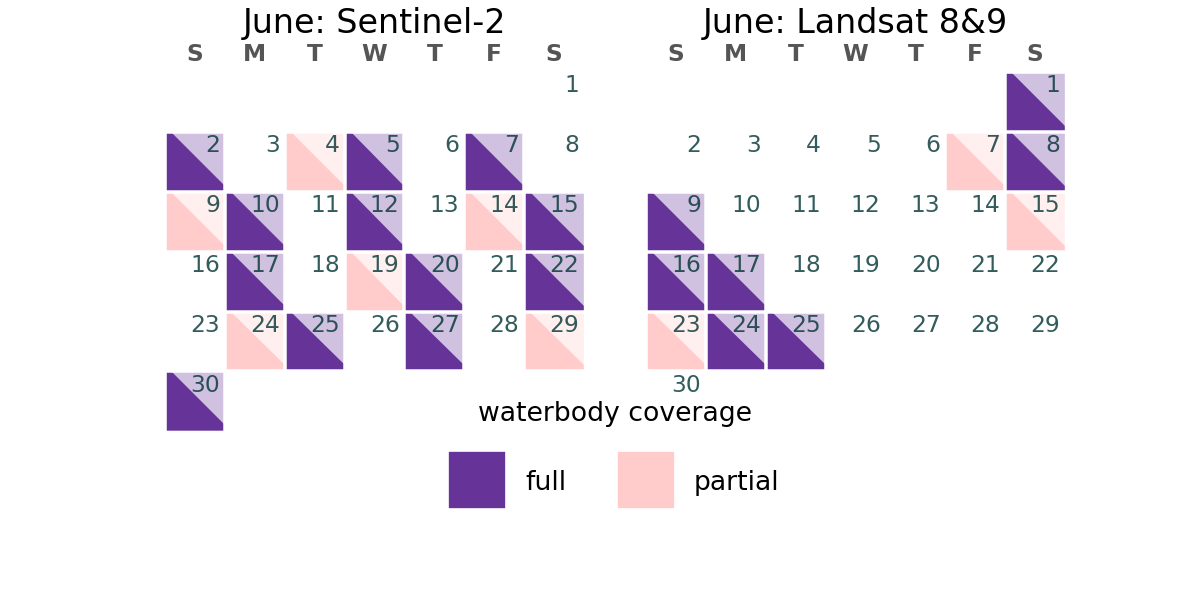 June: Sentinel-2
S M T W T F S
1
2 3 4 5 6 7 8
9 10 11 12 13 14 15
16 17 18 19 20 21 22
23 24 25 26 27 28 29
30
June: Landsat 8&9
S M T W T F S
1
2 3 4 5 6 7 8
9 10 11 12 13 14 15
16 17 18 19 20 21 22
23 24 25 26 27 28 29
30
waterbody coverage
full partial